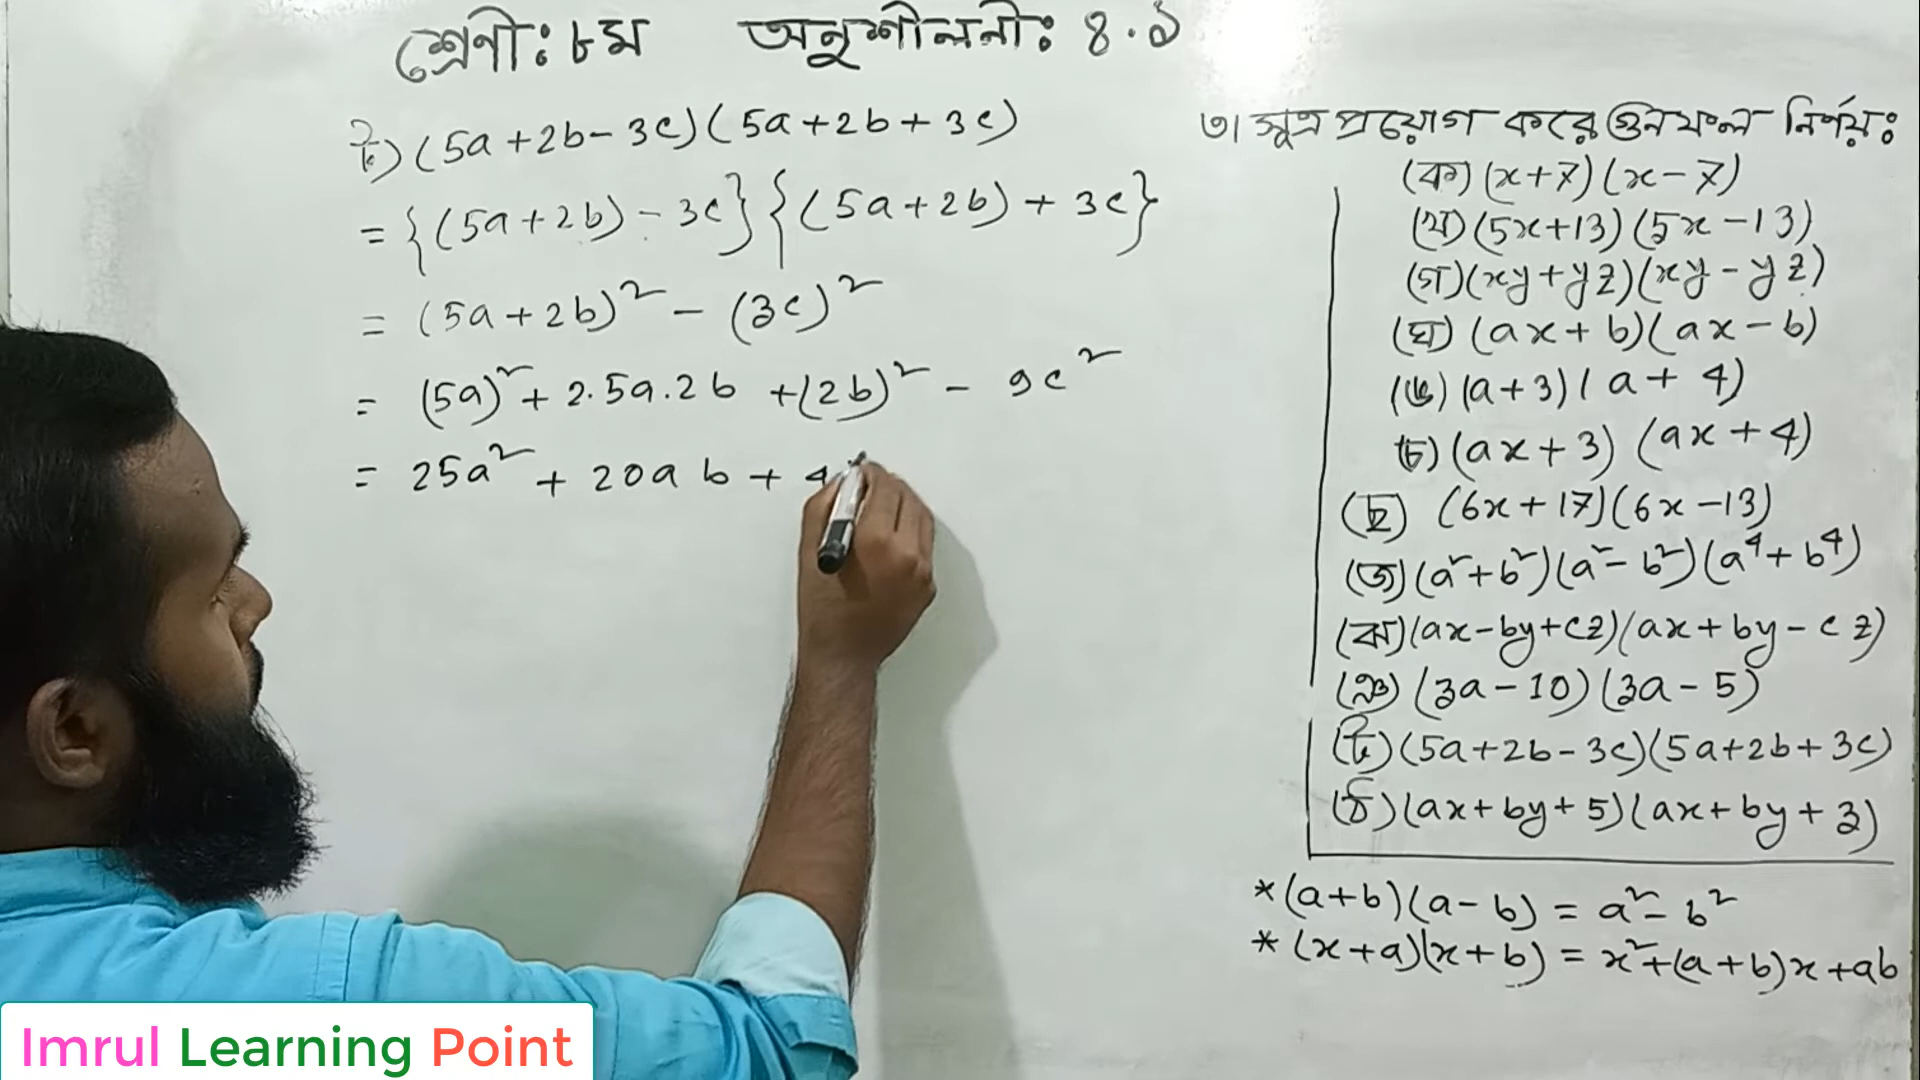 শ্রেণীঃ ৮ম অনুশীলনীঃ ৪.১
ট) (5a+2b-3c)(5a+2b+3c)
= {(5a+2b)-3c}{(5a+2b)+3c}
= (5a+2b)² - (3c)²
= (5a)² + 2.5a.2b + (2b)² - 9c²
= 25a² + 20ab + 4
৩। সূত্র প্রয়োগ করে গুনফল নির্ণয়ঃ
(ক) (x+7)(x-7)
(খ) (5x+13)(5x-13)
(গ) (xy+yz)(xy-yz)
(ঘ) (ax+b)(ax-b)
(ঙ) (a+3)(a+4)
(চ) (ax+3)(ax+4)
(ছ) (6x+17)(6x-13)
(জ) (a²+b²)(a²-b²)(a⁴+b⁴)
(ঝ) (ax-by+cz)(ax+by-cz)
(ঞ) (3a-10)(3a-5)
(ট) (5a+2b-3c)(5a+2b+3c)
(ঠ) (ax+by+5)(ax+by+3)
*(a+b)(a-b) = a²-b²
*(x+a)(x+b) = x²+(a+b)x+ab
Imrul Learning Point